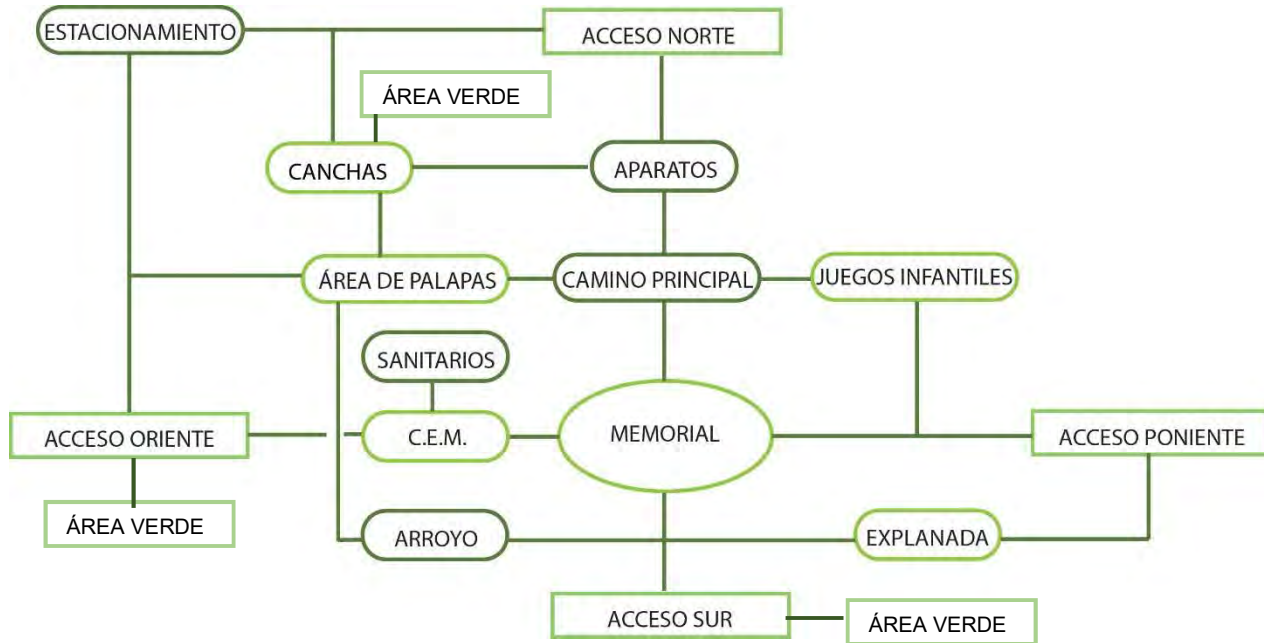 ESTACIONAMIENTO
ACCESO NORTE
ÁREA VERDE
CANCHAS
APARATOS
ÁREA DE PALAPAS
CAMINO PRINCIPAL
JUEGOS INFANTILES
SANITARIOS
ACCESO ORIENTE
C.E.M.
MEMORIAL
ACCESO PONIENTE
ÁREA VERDE
ARROYO
EXPLANADA
ACCESO SUR
ÁREA VERDE